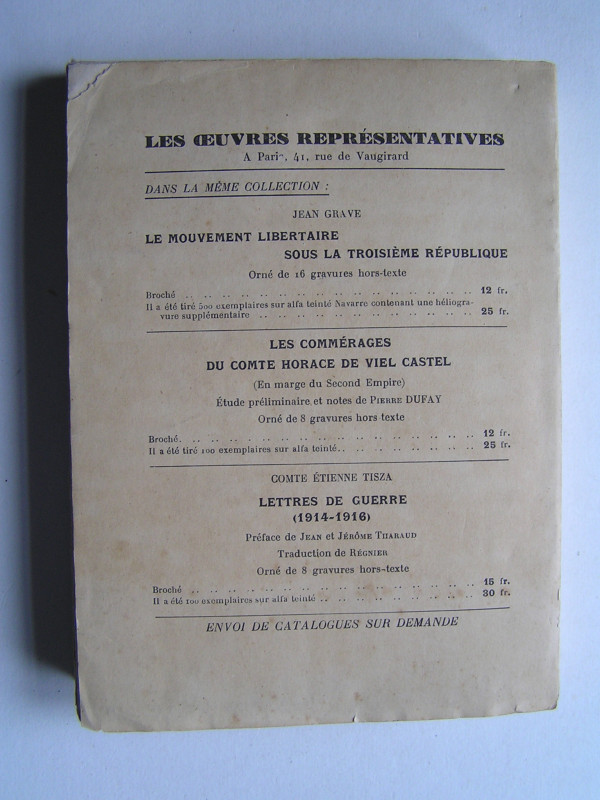 LES ŒUVRES REPRÉSENTATIVES
A Paris, 41, rue de Vaugirard
DANS LA MÊME COLLECTION :
JEAN GRAVE
LE MOUVEMENT LIBERTAIRE
SOUS LA TROISIÈME RÉPUBLIQUE
Orné de 16 gravures hors-texte
Broché .. .. .. .. .. .. .. .. .. .. .. .. .. .. .. .. 12 fr.
Il a été tiré 500 exemplaires sur alfa teinté Navarre contenant une héliogra-
vure supplémentaire .. .. .. .. .. .. .. .. .. .. .. .. 25 fr.
LES COMMÉRAGES
DU COMTE HORACE DE VIEL CASTEL
(En marge du Second Empire)
Étude préliminaire et notes de PIERRE DUFAY
Orné de 8 gravures hors texte
Broché. .. .. .. .. .. .. .. .. .. .. .. .. .. .. .. .. 12 fr.
Il a été tiré 100 exemplaires sur alfa teinté.. .. .. .. .. .. .. .. 25 fr.
COMTE ÉTIENNE TISZA
LETTRES DE GUERRE
(1914-1916)
Préface de JEAN et JÉRÔME THARAUD
Traduction de RÉGNIER
Orné de 8 gravures hors-texte
Broché .. .. .. .. .. .. .. .. .. .. .. .. .. .. .. .. 15 fr.
Il a été 100 exemplaires sur alfa teinté .. .. .. .. .. .. .. .. .. 30 fr.
ENVOI DE CATALOGUES SUR DEMANDE